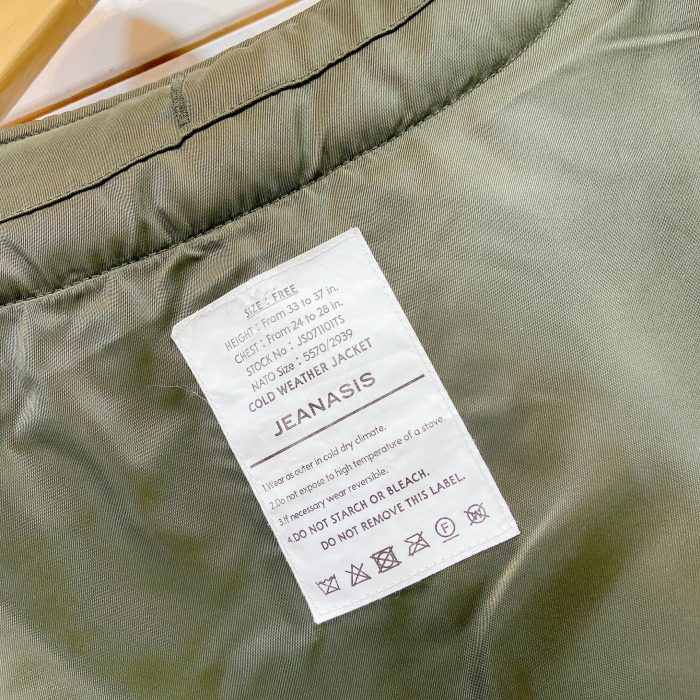 SIZE : FREE
HEIGHT : From 33 to 37 in.
CHEST : From 24 to 28 in.
STOCK No : JS071101TS
NATO Size : 5570/2939
COLD WEATHER JACKET
JEANASIS
1.Wear as outer in cold dry climate.
2.Do not expose to high temperature of a stove.
3.If necessary wear reversible.
4.DO NOT STARCH OR BLEACH.
DO NOT REMOVE THIS LABEL.
F
W